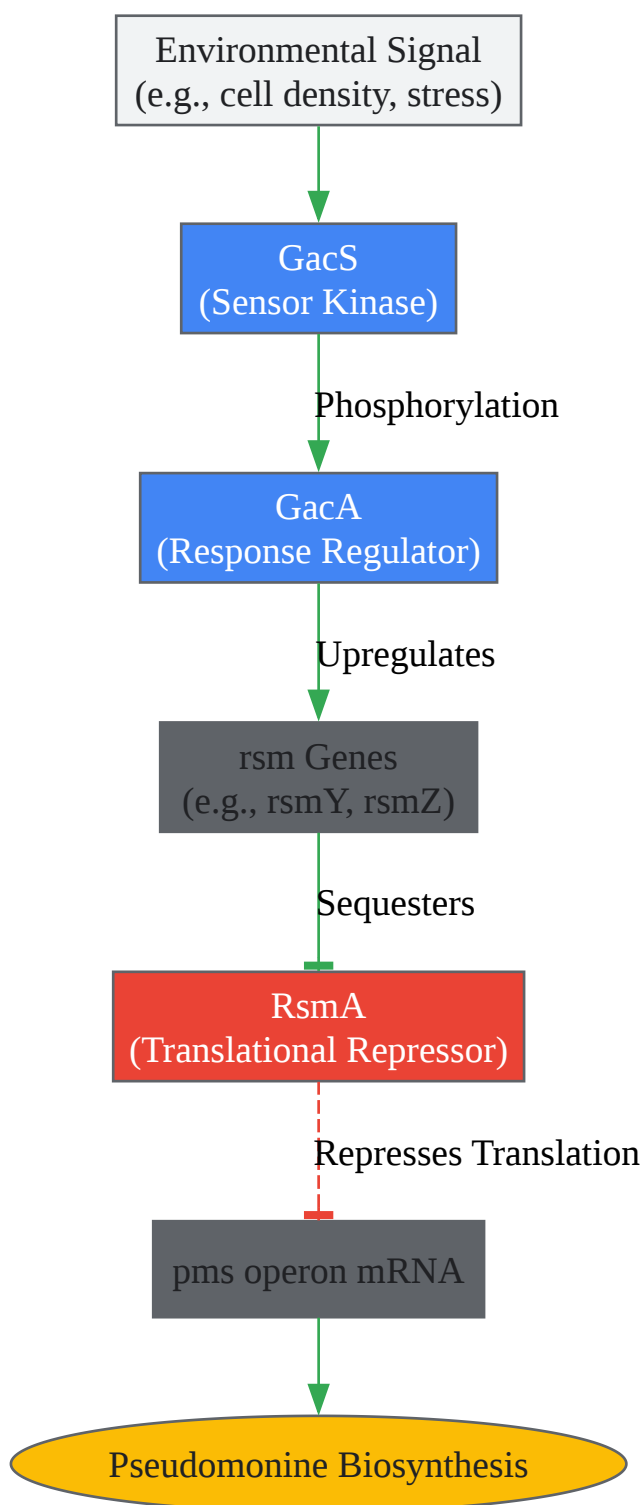 Environmental Signal
(e.g., cell density, stress)
GacS
(Sensor Kinase)
Phosphorylation
GacA
(Response Regulator)
Upregulates
rsm Genes
(e.g., rsmY, rsmZ)
Sequesters
RsmA
(Translational Repressor)
Represses Translation
pms operon mRNA
Pseudomonine Biosynthesis